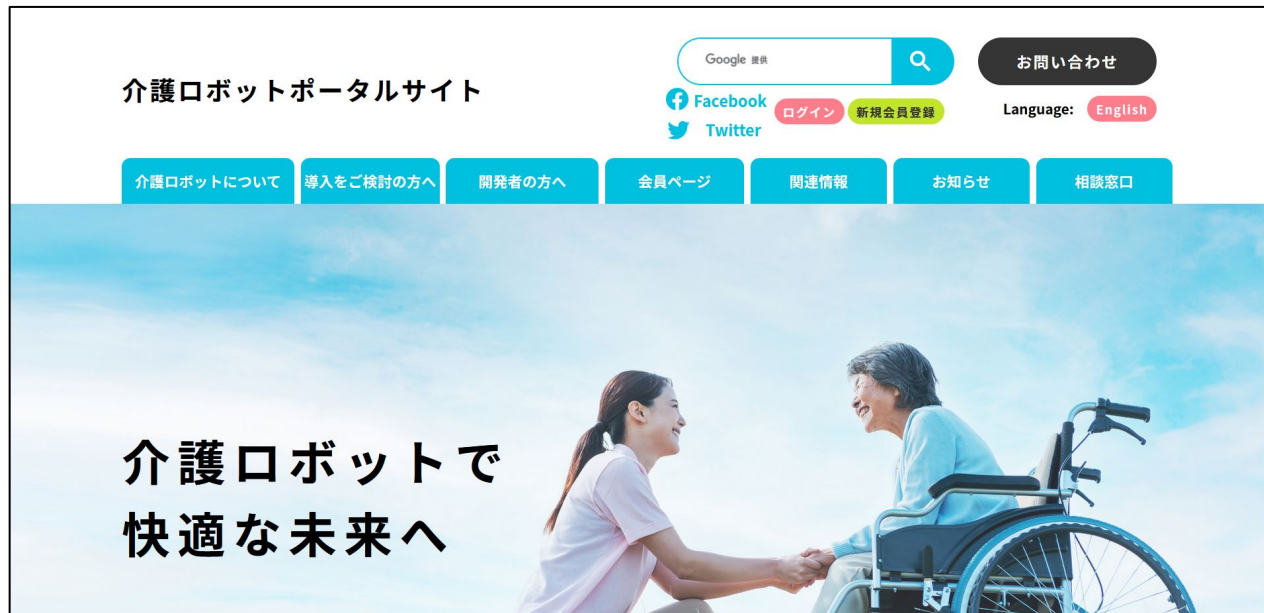 介護ロボットポータルサイト
Google 提供
お問い合わせ
Facebook
Twitter
ログイン
新規会員登録
Language:
English
介護ロボットについて
導入をご検討の方へ
開発者の方へ
会員ページ
関連情報
お知らせ
相談窓口
介護ロボットで
快適な未来へ